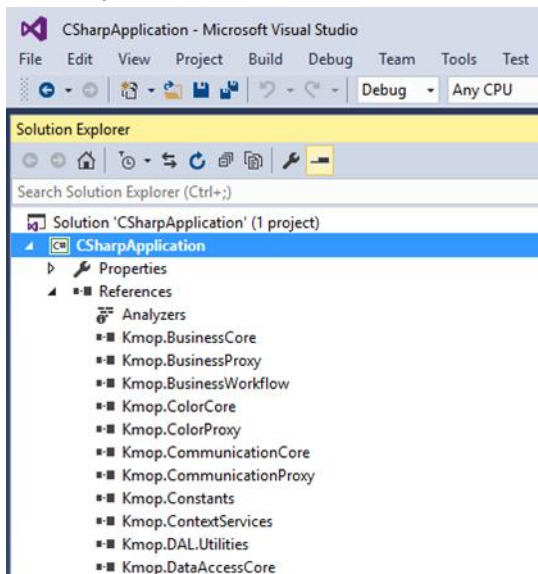 CSharpApplication - Microsoft Visual Studio
File Edit View Project Build Debug Team Tools Test
Debug Any CPU
Solution Explorer
Search Solution Explorer (Ctrl+;)
Solution 'CSharpApplication' (1 project)
C# CSharpApplication
Properties
References
Analyzers
Kmop.BusinessCore
Kmop.BusinessProxy
Kmop.BusinessWorkflow
Kmop.ColorCore
Kmop.ColorProxy
Kmop.CommunicationCore
Kmop.CommunicationProxy
Kmop.Constants
Kmop.ContextServices
Kmop.DAL.Utilities
Kmop.DataAccessCore